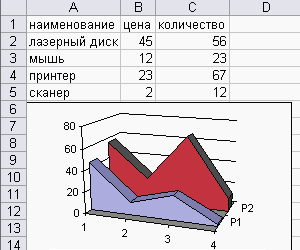 A B C D
1 наименование цена количество
2 лазерный диск 45 56
3 мышь 12 23
4 принтер 23 67
5 сканер 2 12
6
7
8
9
10
11
12
13
14
80
60
40
20
0
1 2 3 4
P2
P1